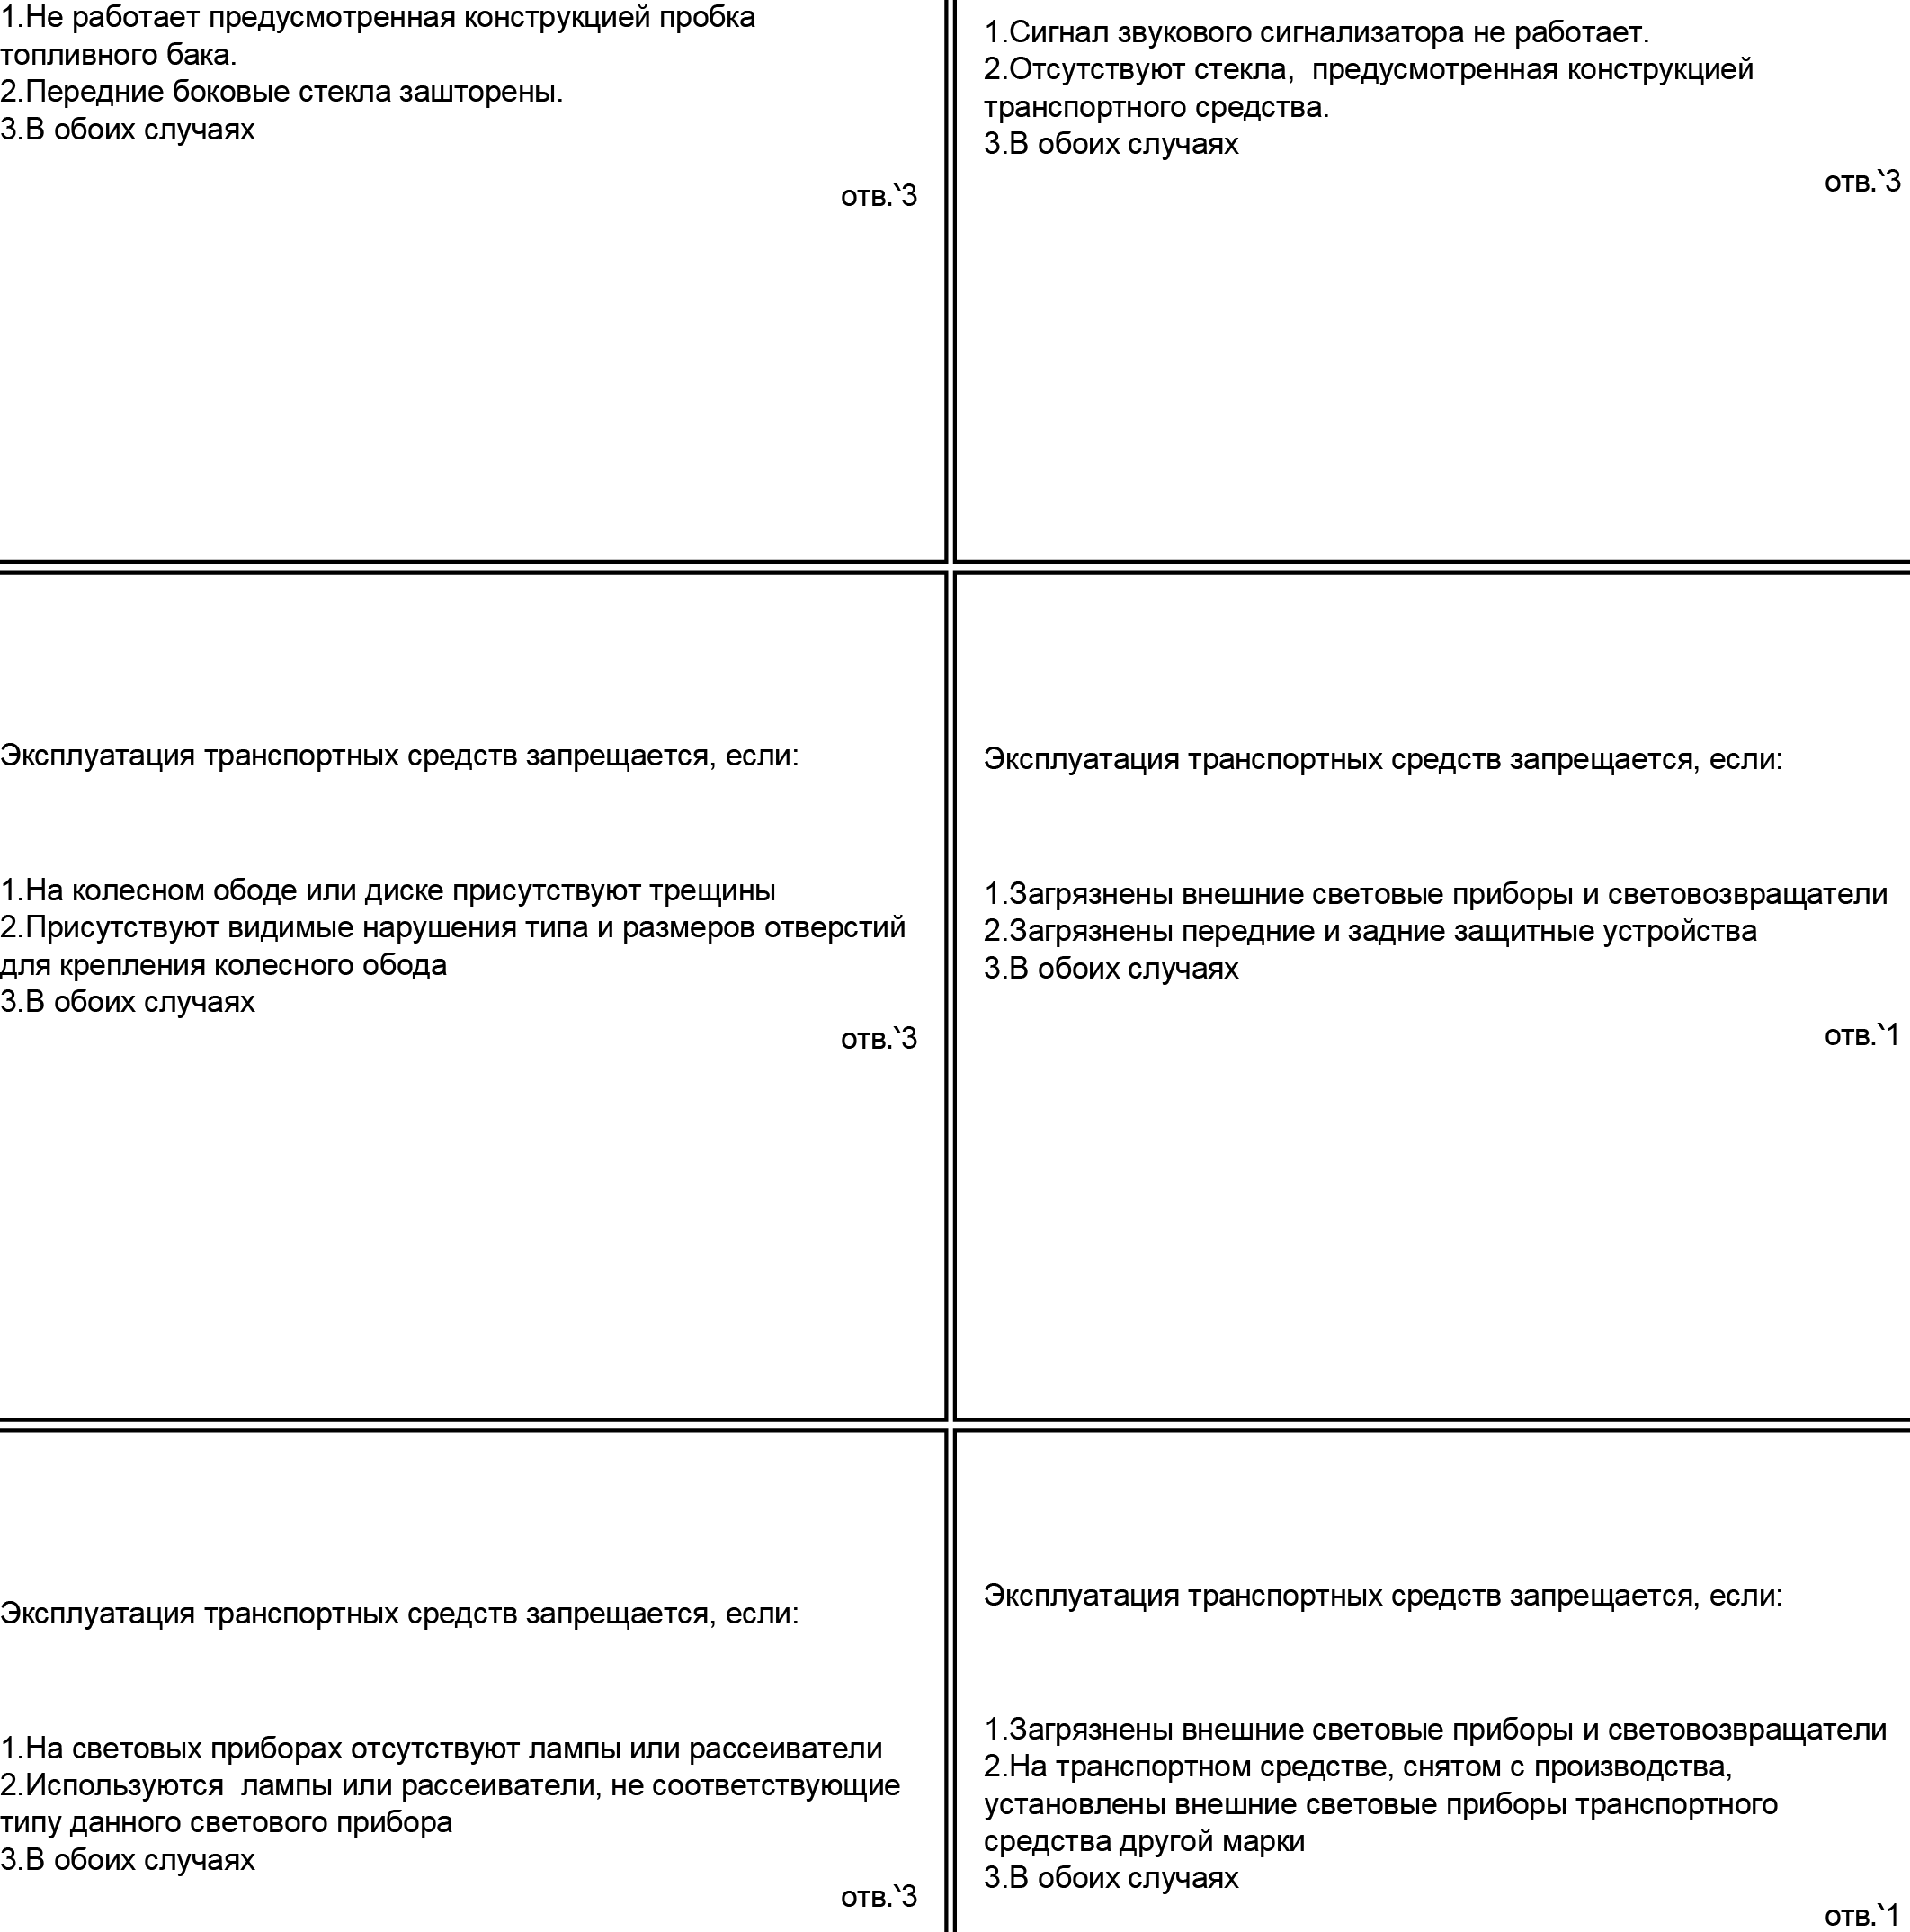 1.Не работает предусмотренная конструкцией пробка
топливного бака.
2.Передние боковые стекла зашторены.
3.В обоих случаях
отв.՝3
1.Сигнал звукового сигнализатора не работает.
2.Отсутствуют стекла,  предусмотренная конструкцией
транспортного средства.
3.В обоих случаях
отв.՝3
Эксплуатация транспортных средств запрещается, если:
1.На колесном ободе или диске присутствуют трещины
2.Присутствуют видимые нарушения типа и размеров отверстий
для крепления колесного обода
3.В обоих случаях
отв.՝3
Эксплуатация транспортных средств запрещается, если:
1.Загрязнены внешние световые приборы и световозвращатели
2.Загрязнены передние и задние защитные устройства
3.В обоих случаях
отв.՝1
Эксплуатация транспортных средств запрещается, если:
1.На световых приборах отсутствуют лампы или рассеиватели
2.Используются  лампы или рассеиватели, не соответствующие
типу данного светового прибора
3.В обоих случаях
отв.՝3
Эксплуатация транспортных средств запрещается, если:
1.Загрязнены внешние световые приборы и световозвращатели
2.На транспортном средстве, снятом с производства,
установлены внешние световые приборы транспортного
средства другой марки
3.В обоих случаях
отв.՝1